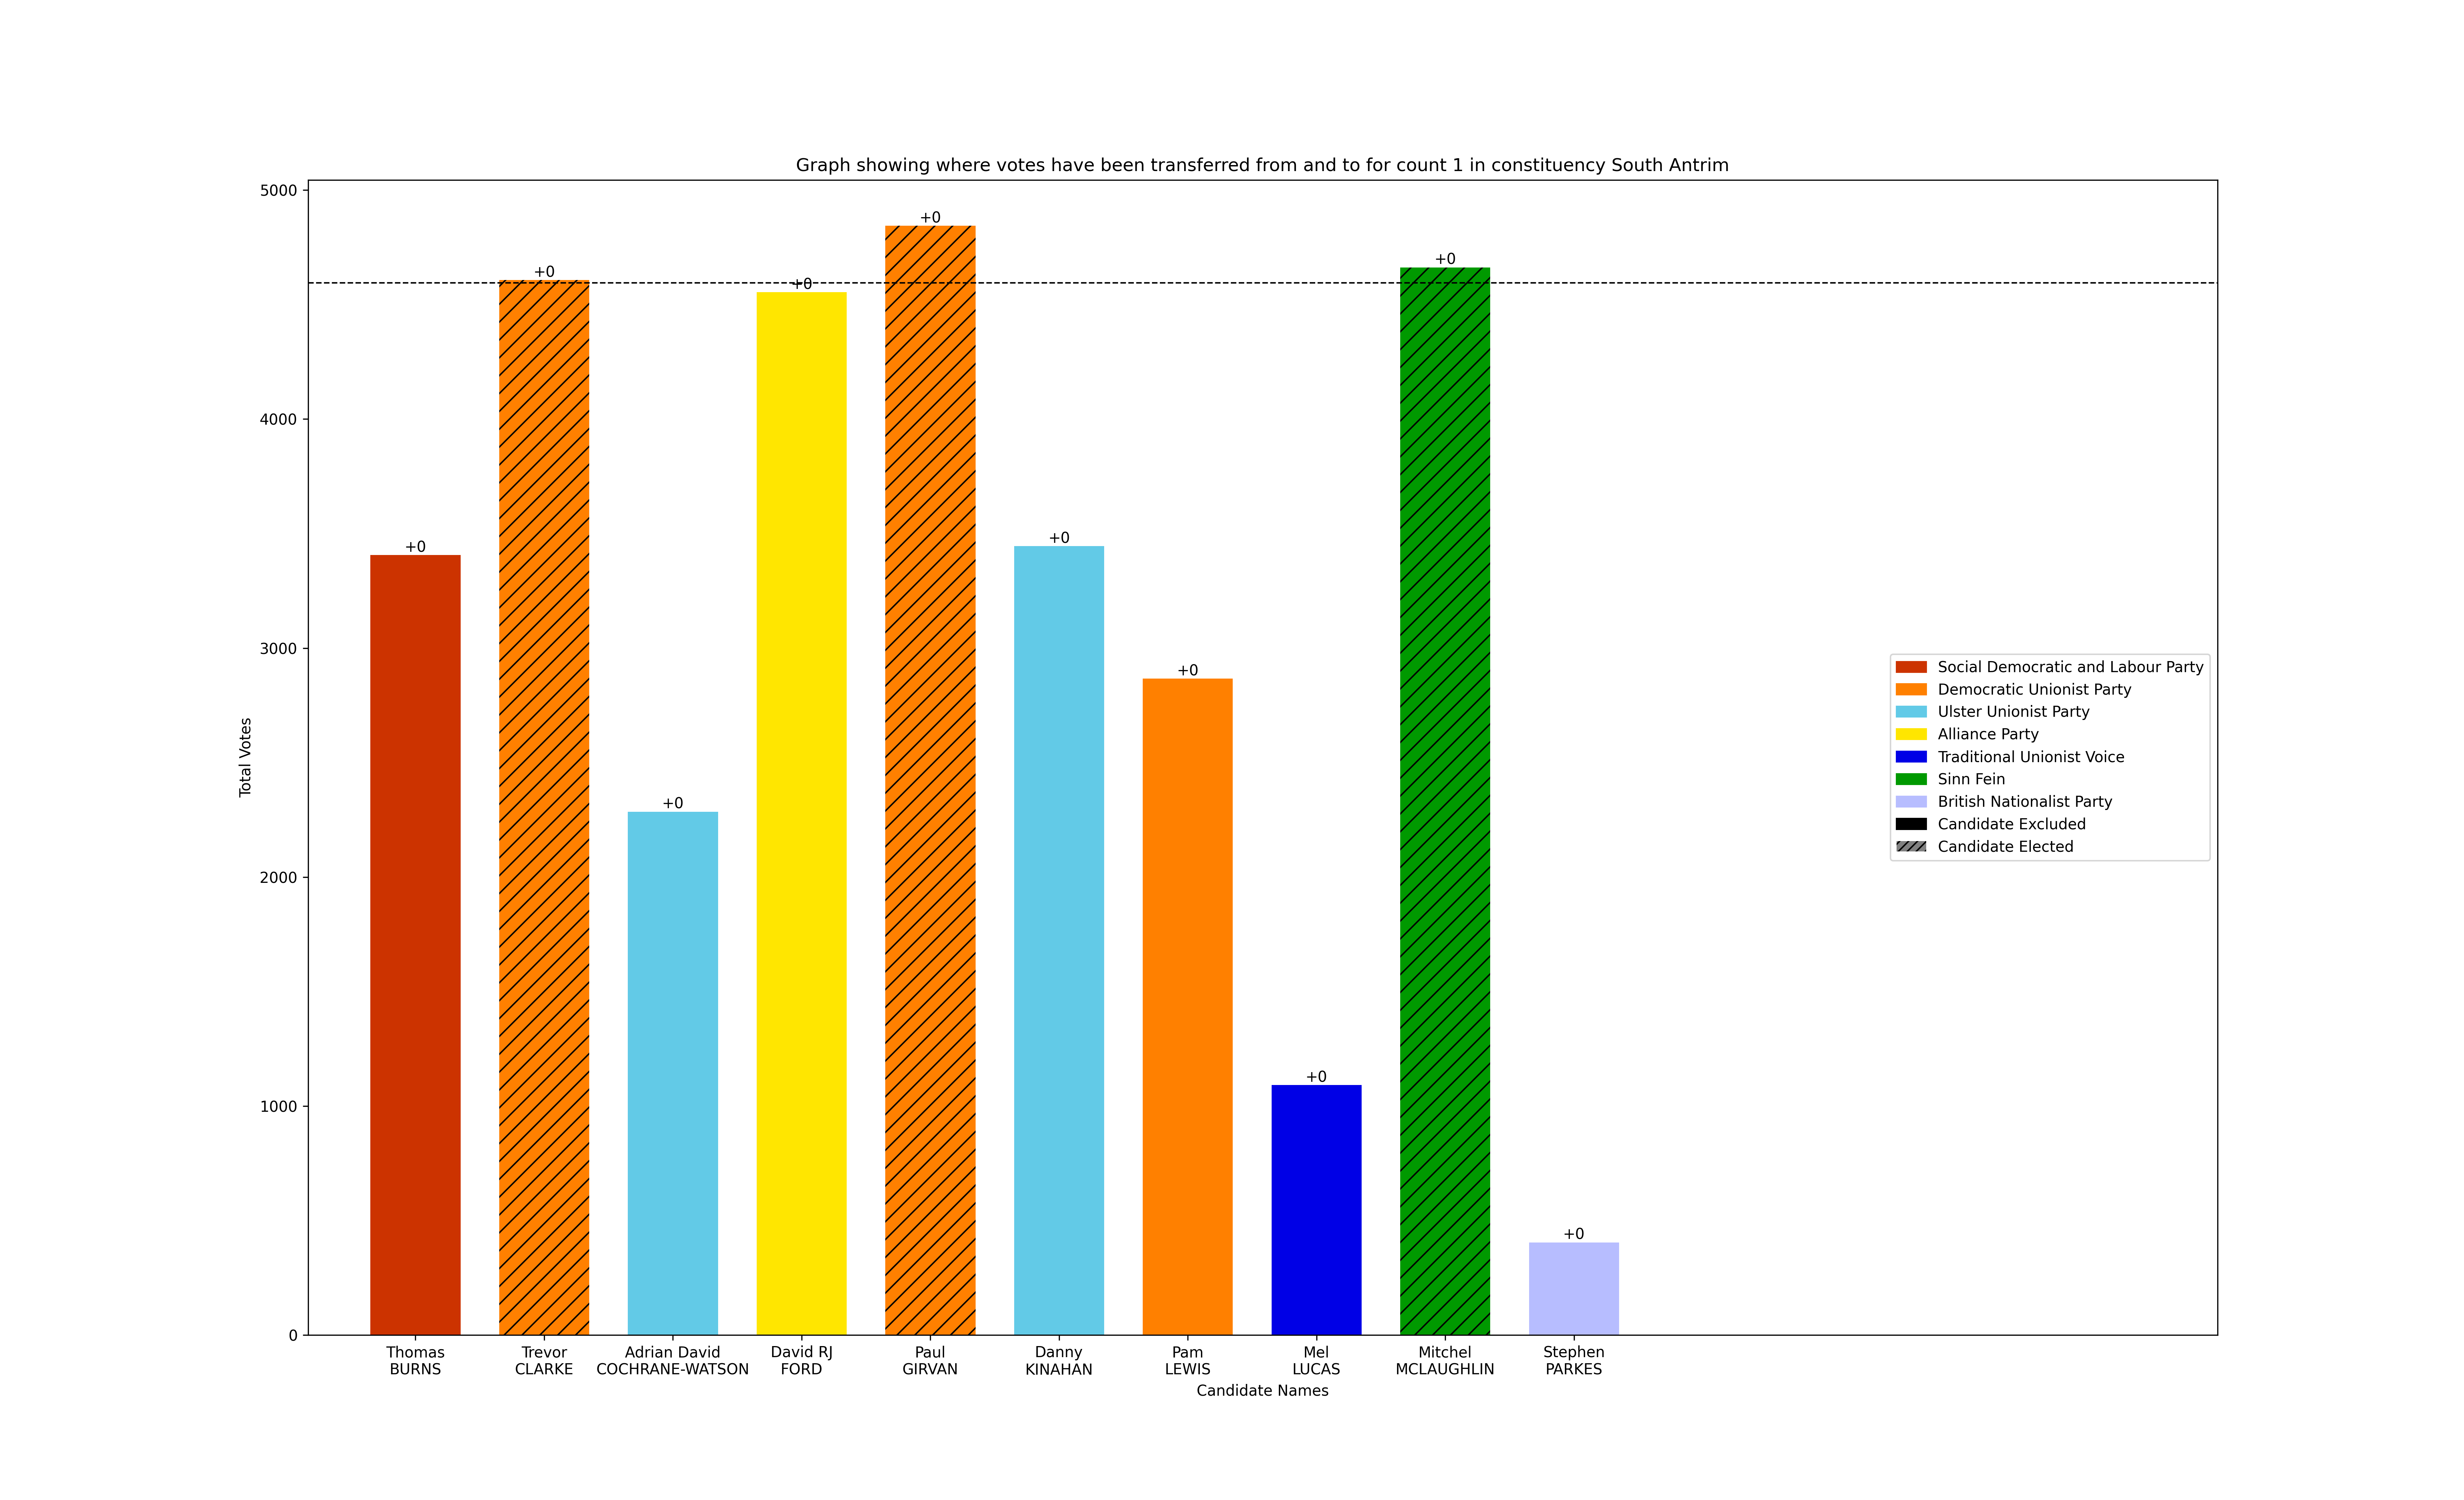 Graph showing where votes have been transferred from and to for count 1 in constituency South Antrim
5000
4000
3000
2000
1000
0
Total Votes
+0
+0
+0
+0
+0
+0
+0
+0
+0
+0
Social Democratic and Labour Party
Democratic Unionist Party
Ulster Unionist Party
Alliance Party
Traditional Unionist Voice
Sinn Fein
British Nationalist Party
Candidate Excluded
Candidate Elected
Thomas
BURNS
Trevor
CLARKE
Adrian David
COCHRANE-WATSON
David RJ
FORD
Paul
GIRVAN
Danny
KINAHAN
Pam
LEWIS
Mel
LUCAS
Mitchel
MCLAUGHLIN
Stephen
PARKES
Candidate Names